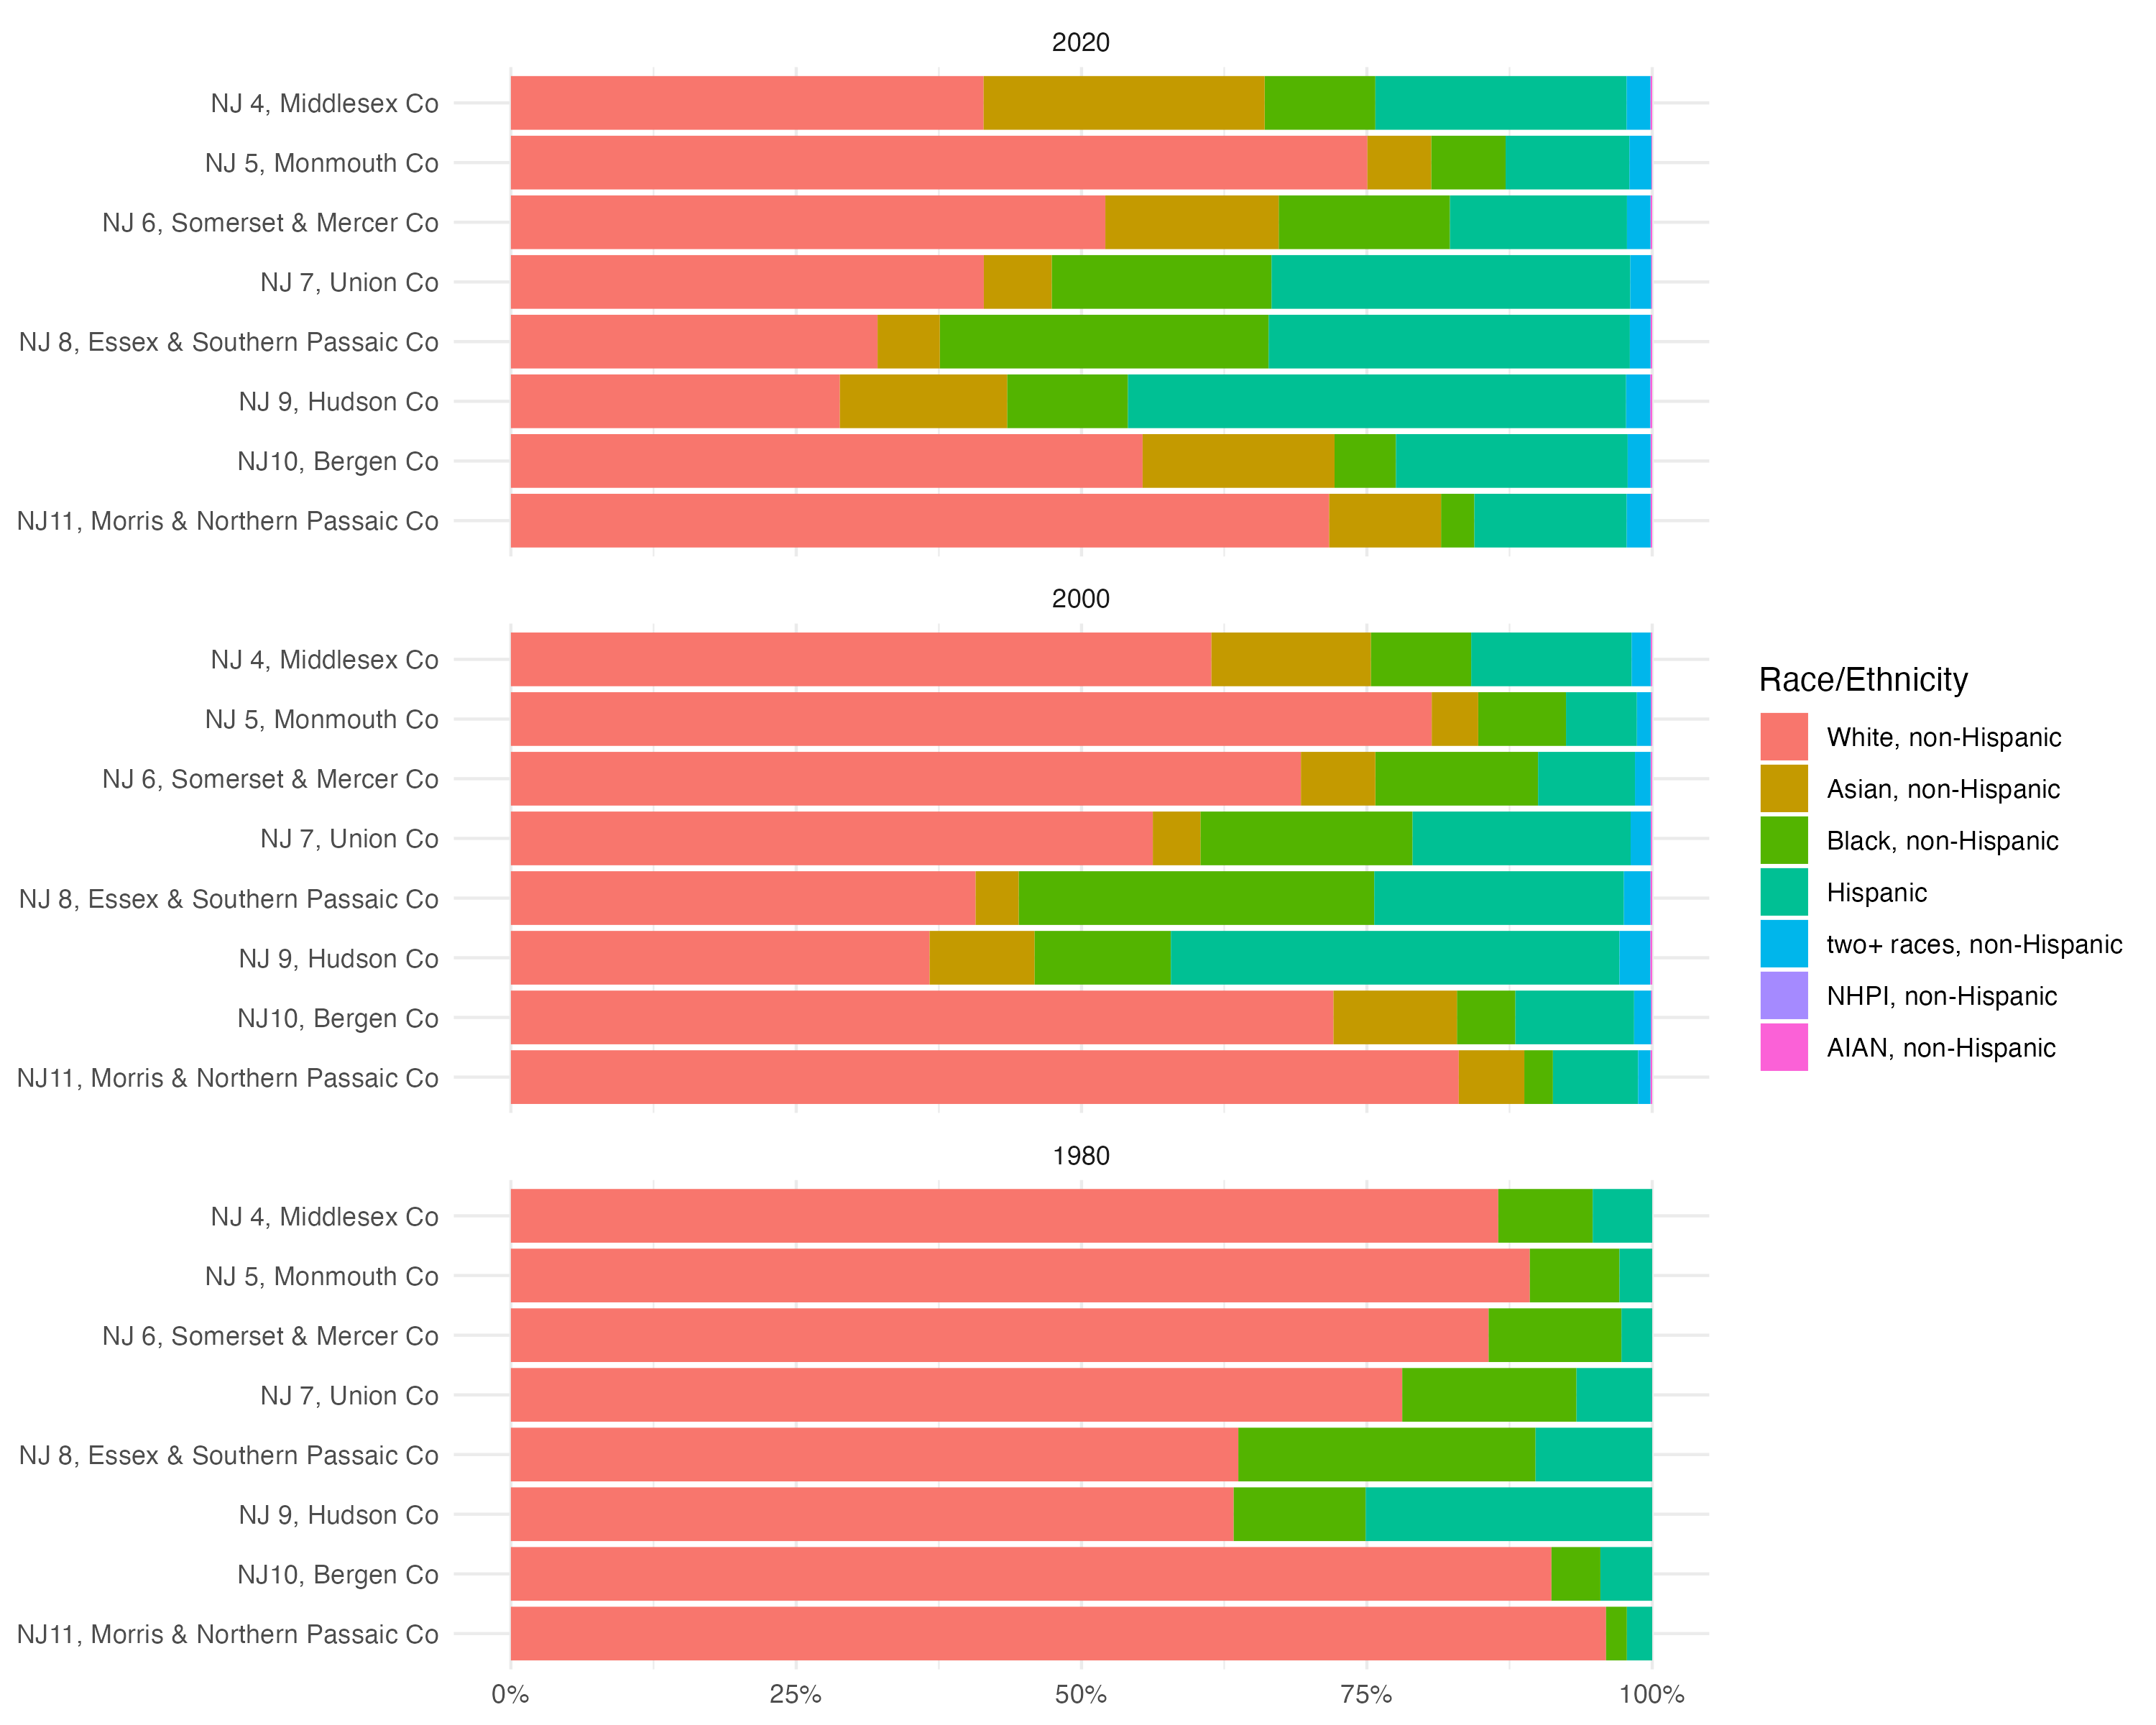 2020
NJ 4, Middlesex Co
NJ 5, Monmouth Co
NJ 6, Somerset & Mercer Co
NJ 7, Union Co
NJ 8, Essex & Southern Passaic Co
NJ 9, Hudson Co
NJ10, Bergen Co
NJ11, Morris & Northern Passaic Co
2000
NJ 4, Middlesex Co
NJ 5, Monmouth Co
NJ 6, Somerset & Mercer Co
NJ 7, Union Co
NJ 8, Essex & Southern Passaic Co
NJ 9, Hudson Co
NJ10, Bergen Co
NJ11, Morris & Northern Passaic Co
1980
NJ 4, Middlesex Co
NJ 5, Monmouth Co
NJ 6, Somerset & Mercer Co
NJ 7, Union Co
NJ 8, Essex & Southern Passaic Co
NJ 9, Hudson Co
NJ10, Bergen Co
NJ11, Morris & Northern Passaic Co
0% 25% 50% 75% 100%
Race/Ethnicity
White, non-Hispanic
Asian, non-Hispanic
Black, non-Hispanic
Hispanic
two+ races, non-Hispanic
NHPI, non-Hispanic
AIAN, non-Hispanic